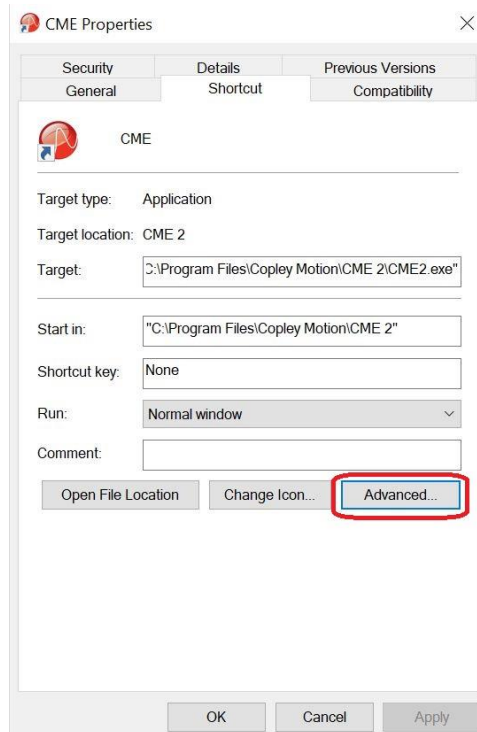 CME Properties
Security Details Previous Versions
General Shortcut Compatibility
CME
Target type: Application
Target location: CME 2
Target: C:\Program Files\Copley Motion\CME 2\CME2.exe"
Start in: "C:\Program Files\Copley Motion\CME 2"
Shortcut key: None
Run: Normal window
Comment:
Open File Location Change Icon... Advanced...
OK Cancel Apply